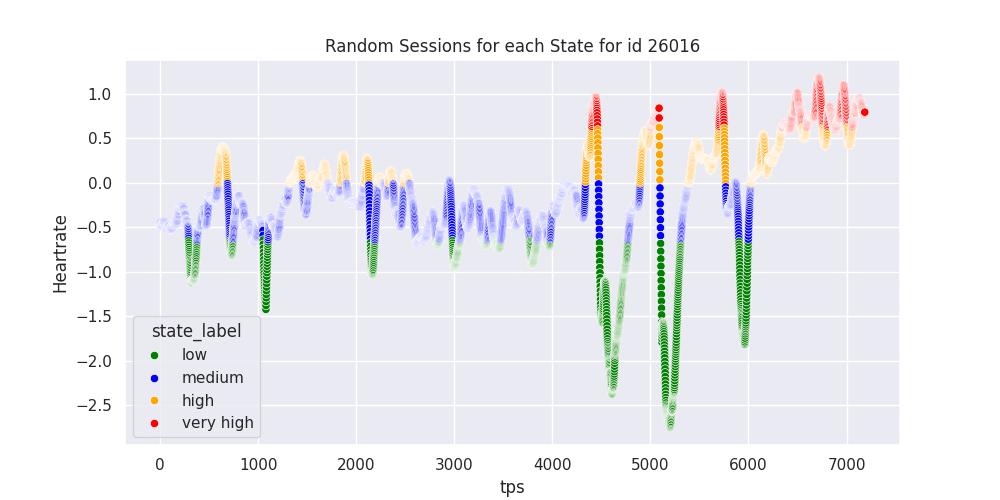 Random Sessions for each State for id 26016
Heartrate
1.0
0.5
0.0
−0.5
−1.0
−1.5
−2.0
−2.5
state_label
low
medium
high
very high
0 1000 2000 3000 4000 5000 6000 7000
tps